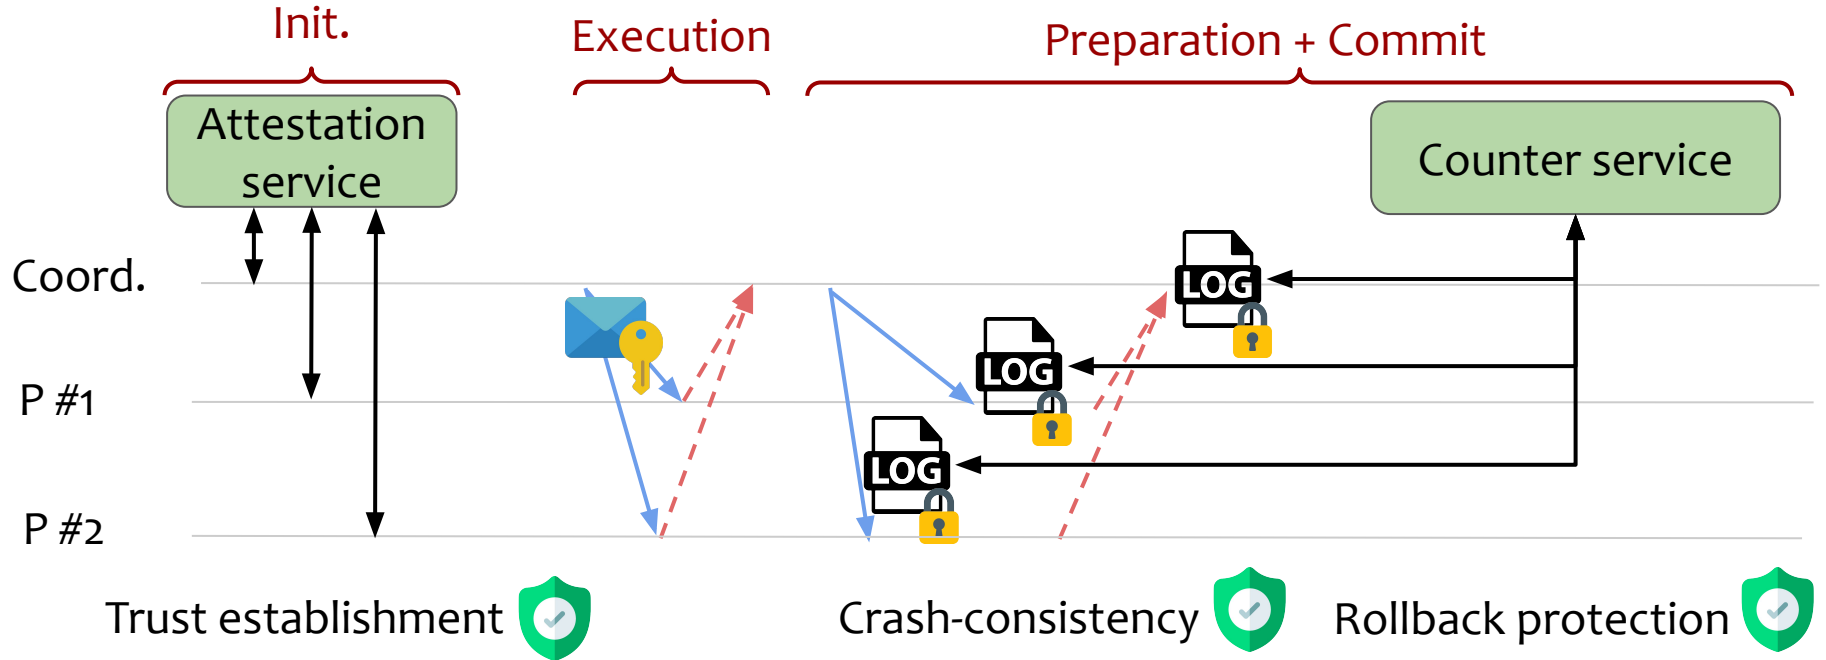 Init.
Execution
Preparation + Commit
Attestation
service
Counter service
Coord.
LOG
P #1
LOG
LOG
P #2
Trust establishment
Crash-consistency
Rollback protection